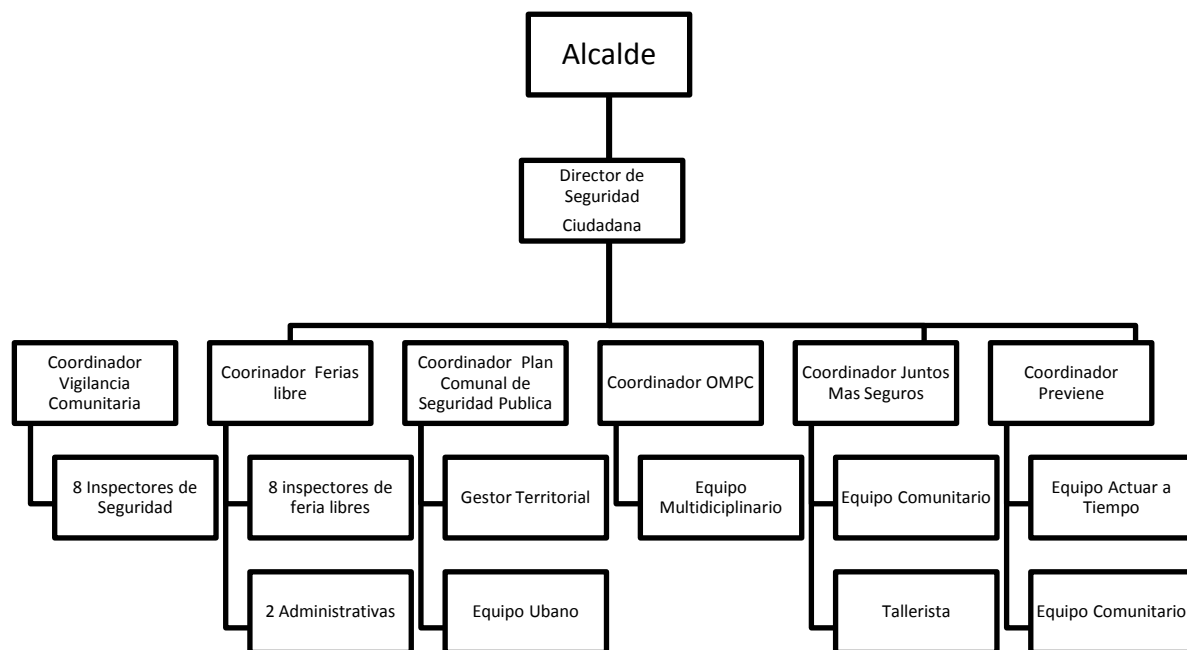 Alcalde
Director de
Seguridad
Ciudadana
Coordinador
Vigilancia
Comunitaria
Coorinador Ferias
libre
Coordinador Plan
Comunal de
Seguridad Publica
Coordinador OMPC
Coordinador Juntos
Mas Seguros
Coordinador
Previene
8 Inspectores de
Seguridad
8 inspectores de
feria libres
Gestor Territorial
Equipo
Multidiciplinario
Equipo Comunitario
Equipo Actuar a
Tiempo
2 Administrativas
Equipo Ubano
Tallerista
Equipo Comunitario